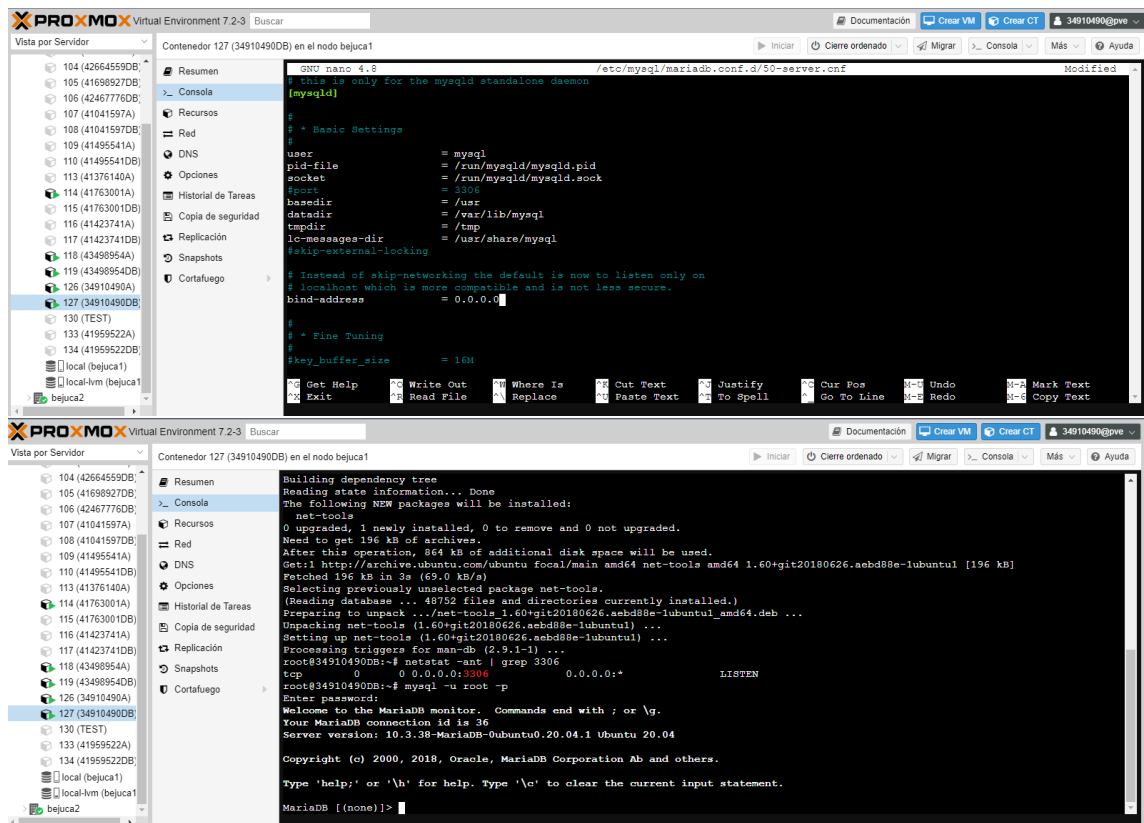 PROXMOX Virtual Environment 7.2-3 Buscar Documentación Crear VM Crear CT 34910490@pve
Vista por Servidor
Contenedor 127 (34910490DB) en el nodo bejuca1 Iniciar Cierre ordenado Migrar >_ Consola Más Ayuda
104 (42664559DB)
105 (41698927DB)
106 (42467776DB)
107 (41041597A)
108 (41041597DB)
109 (41495541A)
110 (41495541DB)
113 (41376140A)
114 (41763001A)
115 (41763001DB)
116 (41423741A)
117 (41423741DB)
118 (43498954A)
119 (43498954DB)
126 (34910490A)
127 (34910490DB)
130 (TEST)
133 (41959522A)
134 (41959522DB)
local (bejuca1)
local-lvm (bejuca1
bejuca2
Resumen
>_ Consola
Recursos
Red
DNS
Opciones
Historial de Tareas
Copia de seguridad
Replicación
Snapshots
Cortafuego
GNU nano 4.8 /etc/mysql/mariadb.conf.d/50-server.cnf Modified
# this is only for the mysqld standalone daemon
[mysqld]
#
# * Basic Settings
#
user = mysql
pid-file = /run/mysqld/mysqld.pid
socket = /run/mysqld/mysqld.sock
#port = 3306
basedir = /usr
datadir = /var/lib/mysql
tmpdir = /tmp
lc-messages-dir = /usr/share/mysql
#skip-external-locking
# Instead of skip-networking the default is now to listen only on
# localhost which is more compatible and is not less secure.
bind-address = 0.0.0.0
#
# * Fine Tuning
#
#key_buffer_size = 16M
^G Get Help ^O Write Out ^W Where Is ^K Cut Text ^J Justify ^C Cur Pos M-U Undo M-A Mark Text
^X Exit ^R Read File ^\ Replace ^U Paste Text ^T To Spell ^_ Go To Line M-E Redo M-6 Copy Text
PROXMOX Virtual Environment 7.2-3 Buscar Documentación Crear VM Crear CT 34910490@pve
Vista por Servidor
Contenedor 127 (34910490DB) en el nodo bejuca1 Iniciar Cierre ordenado Migrar >_ Consola Más Ayuda
104 (42664559DB)
105 (41698927DB)
106 (42467776DB)
107 (41041597A)
108 (41041597DB)
109 (41495541A)
110 (41495541DB)
113 (41376140A)
114 (41763001A)
115 (41763001DB)
116 (41423741A)
117 (41423741DB)
118 (43498954A)
119 (43498954DB)
126 (34910490A)
127 (34910490DB)
130 (TEST)
133 (41959522A)
134 (41959522DB)
local (bejuca1)
local-lvm (bejuca1
bejuca2
Resumen
>_ Consola
Recursos
Red
DNS
Opciones
Historial de Tareas
Copia de seguridad
Replicación
Snapshots
Cortafuego
Building dependency tree
Reading state information... Done
The following NEW packages will be installed:
net-tools
0 upgraded, 1 newly installed, 0 to remove and 0 not upgraded.
Need to get 196 kB of archives.
After this operation, 864 kB of additional disk space will be used.
Get:1 http://archive.ubuntu.com/ubuntu focal/main amd64 net-tools amd64 1.60+git20180626.aebd88e-1ubuntu1 [196 kB]
Fetched 196 kB in 3s (69.0 kB/s)
Selecting previously unselected package net-tools.
(Reading database ... 48752 files and directories currently installed.)
Preparing to unpack .../net-tools_1.60+git20180626.aebd88e-1ubuntu1_amd64.deb ...
Unpacking net-tools (1.60+git20180626.aebd88e-1ubuntu1) ...
Setting up net-tools (1.60+git20180626.aebd88e-1ubuntu1) ...
Processing triggers for man-db (2.9.1-1) ...
root@34910490DB:~# netstat -ant | grep 3306
tcp 0 0 0.0.0.0:3306 0.0.0.0:* LISTEN
root@34910490DB:~# mysql -u root -p
Enter password:
Welcome to the MariaDB monitor. Commands end with ; or \g.
Your MariaDB connection id is 36
Server version: 10.3.38-MariaDB-0ubuntu0.20.04.1 Ubuntu 20.04
Copyright (c) 2000, 2018, Oracle, MariaDB Corporation Ab and others.
Type 'help;' or '\h' for help. Type '\c' to clear the current input statement.
MariaDB [(none)]>